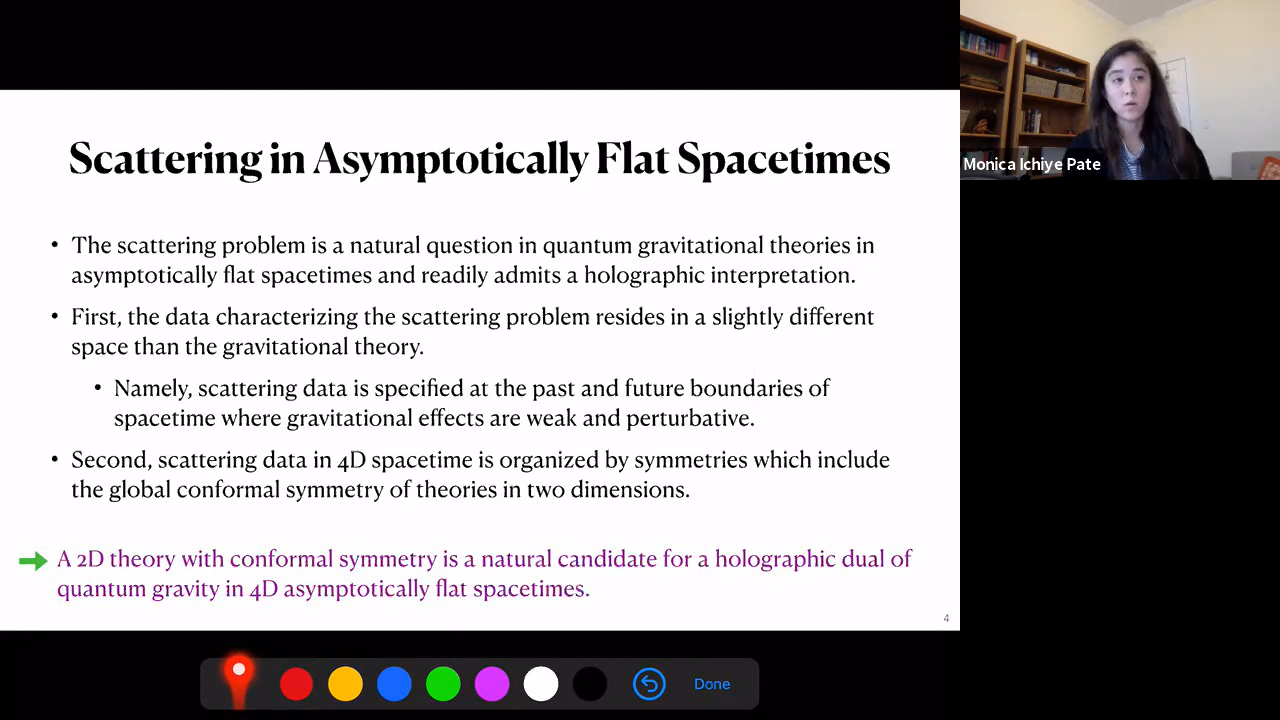 Scattering in Asymptotically Flat Spacetimes
• The scattering problem is a natural question in quantum gravitational theories in
asymptotically flat spacetimes and readily admits a holographic interpretation.
• First, the data characterizing the scattering problem resides in a slightly different
space than the gravitational theory.
• Namely, scattering data is specified at the past and future boundaries of
spacetime where gravitational effects are weak and perturbative.
• Second, scattering data in 4D spacetime is organized by symmetries which include
the global conformal symmetry of theories in two dimensions.
A 2D theory with conformal symmetry is a natural candidate for a holographic dual of
quantum gravity in 4D asymptotically flat spacetimes.
4
Monica Ichiye Pate
Done